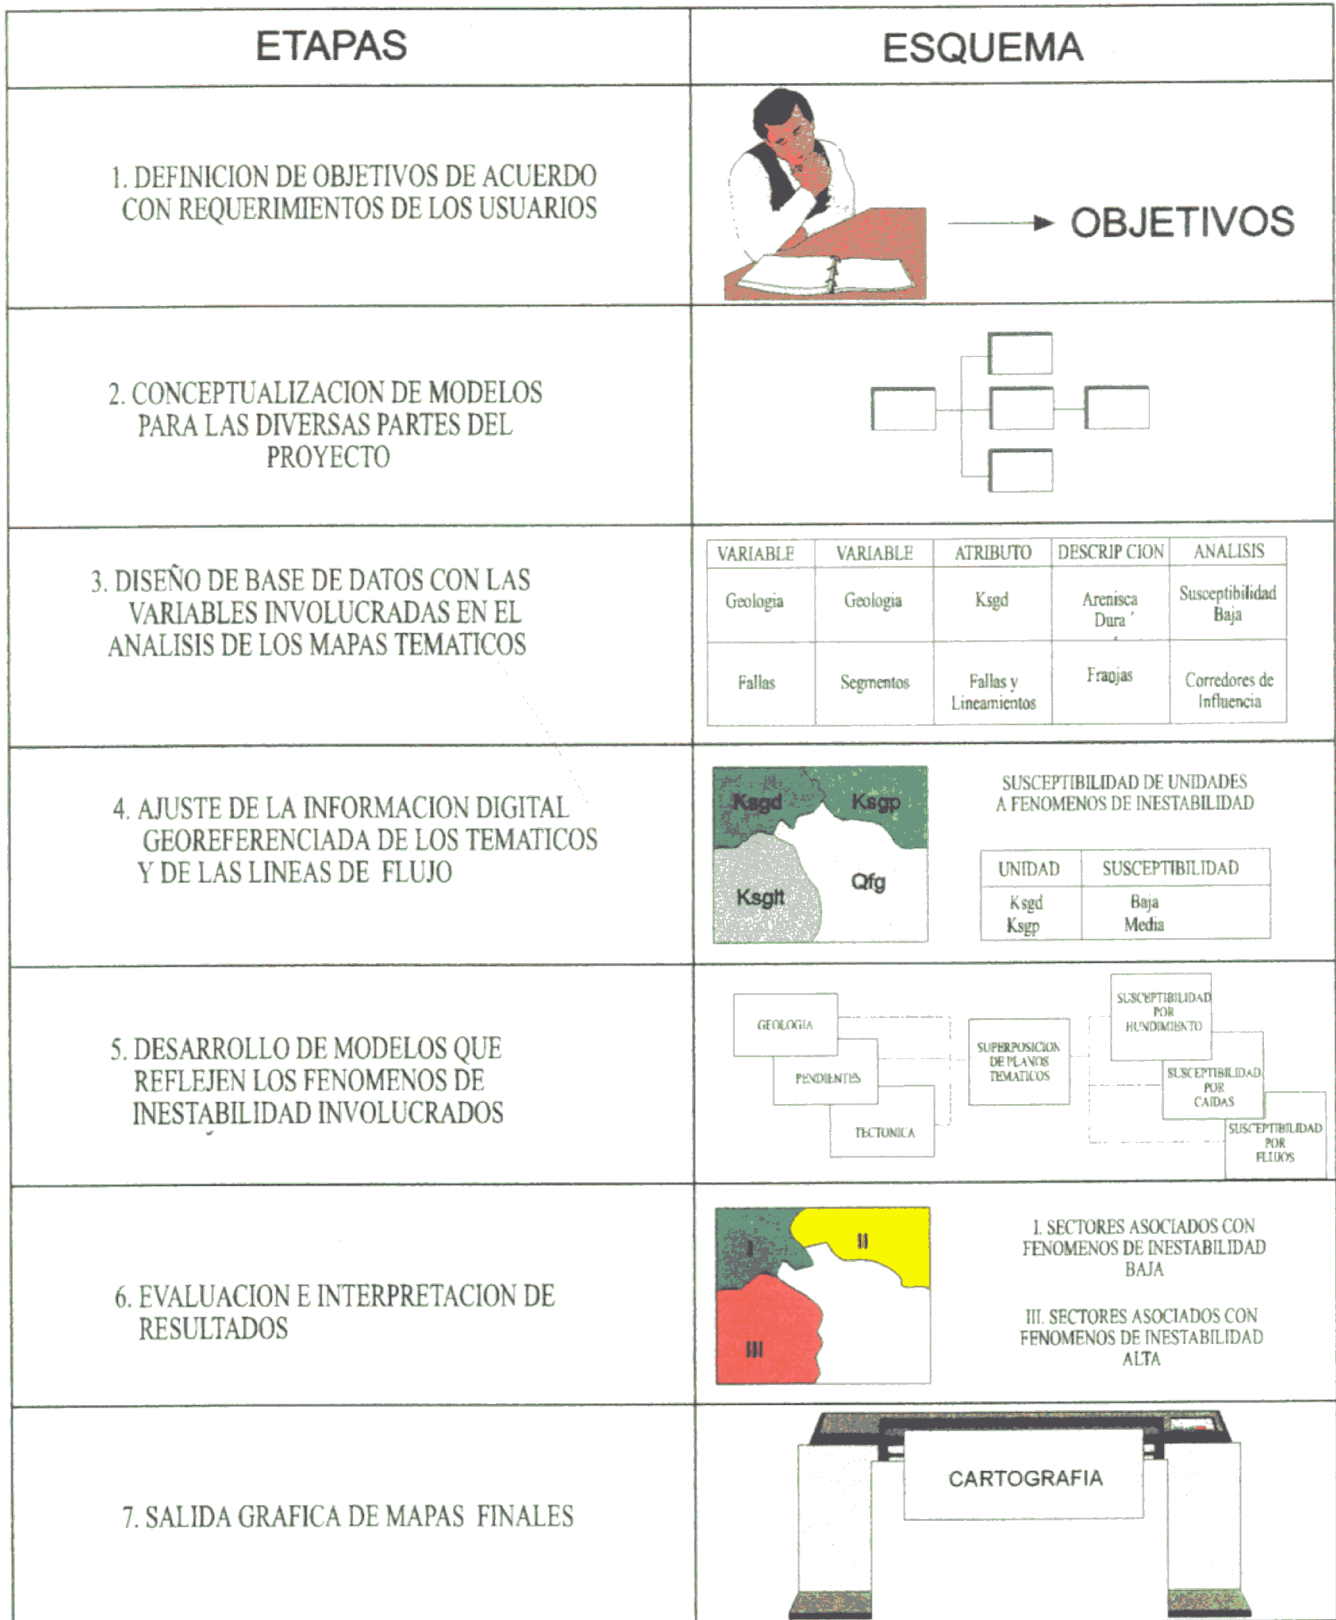 ETAPAS
ESQUEMA
1. DEFINICION DE OBJETIVOS DE ACUERDO
CON REQUERIMIENTOS DE LOS USUARIOS
OBJETIVOS
2. CONCEPTUALIZACION DE MODELOS
PARA LAS DIVERSAS PARTES DEL
PROYECTO
3. DISEÑO DE BASE DE DATOS CON LAS
VARIABLES INVOLUCRADAS EN EL
ANALISIS DE LOS MAPAS TEMATICOS
VARIABLE VARIABLE ATRIBUTO DESCRIP CION ANALISIS
Geologia Geologia Ksgd Arenisca Susceptibilidad
Dura Baja
Fallas Segmentos Fallas y Franjas Corredores de
Lineamientos Influencia
4. AJUSTE DE LA INFORMACION DIGITAL
GEOREFERENCIADA DE LOS TEMATICOS
Y DE LAS LINEAS DE FLUJO
Ksgd Ksgp
Ksglt Qfg
SUSCEPTIBILIDAD DE UNIDADES
A FENOMENOS DE INESTABILIDAD
UNIDAD SUSCEPTIBILIDAD
Ksgd Baja
Ksgp Media
5. DESARROLLO DE MODELOS QUE
REFLEJEN LOS FENOMENOS DE
INESTABILIDAD INVOLUCRADOS
GEOLOGIA
PENDIENTES
TECTONICA
SUPERPOSICION
DE PLANOS
TEMATICOS
SUSCEPTIBILIDAD
POR
HUNDIMIENTO
SUSCEPTIBILIDAD
POR
CAIDAS
SUSCEPTIBILIDAD
POR
FLUJOS
6. EVALUACION E INTERPRETACION DE
RESULTADOS
I II
III
I. SECTORES ASOCIADOS CON
FENOMENOS DE INESTABILIDAD
BAJA
III. SECTORES ASOCIADOS CON
FENOMENOS DE INESTABILIDAD
ALTA
7. SALIDA GRAFICA DE MAPAS FINALES
CARTOGRAFIA